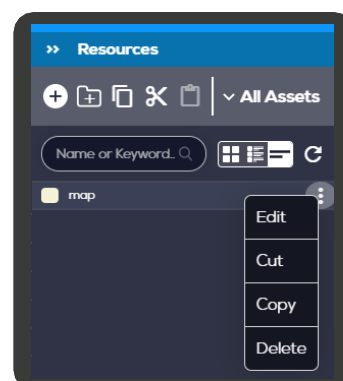 Resources
All Assets
Name or Keyword..
map
Edit
Cut
Copy
Delete